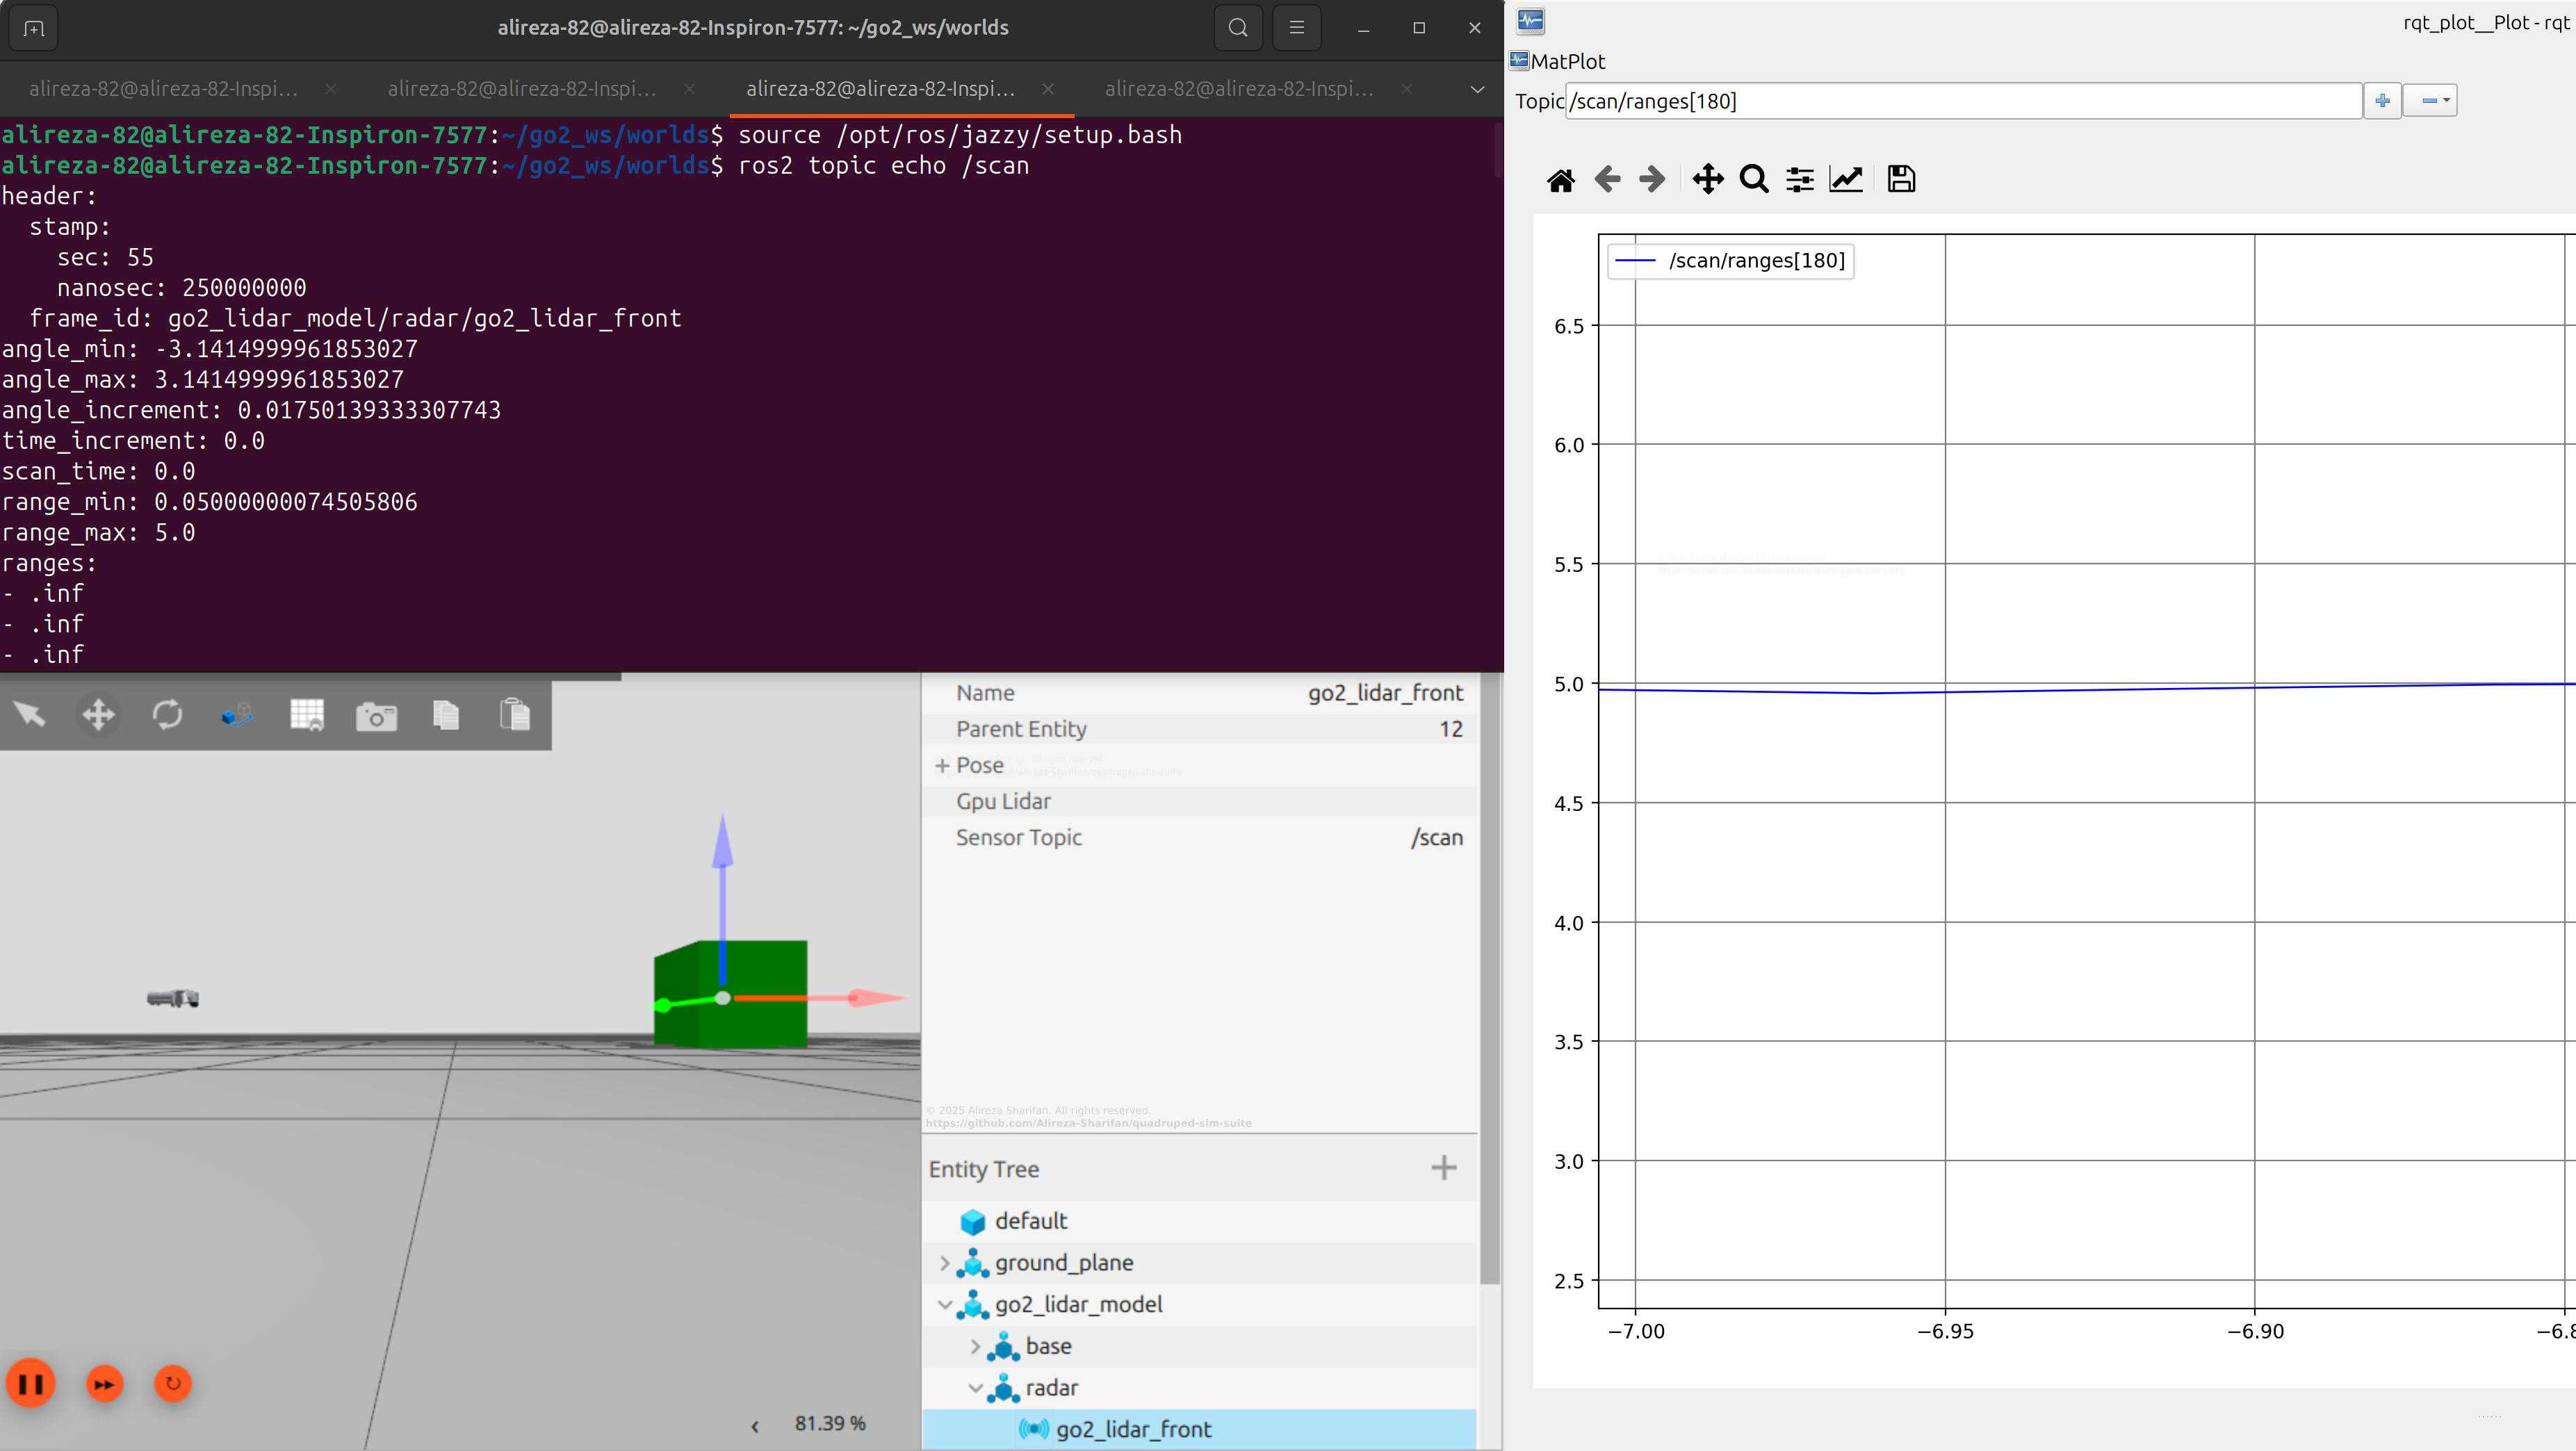 alireza-82@alireza-82-Inspiron-7577: ~/go2_ws/worlds
alireza-82@alireza-82-Inspi...
alireza-82@alireza-82-Inspi...
alireza-82@alireza-82-Inspi...
alireza-82@alireza-82-Inspi...
alireza-82@alireza-82-Inspiron-7577:~/go2_ws/worlds$ source /opt/ros/jazzy/setup.bash
alireza-82@alireza-82-Inspiron-7577:~/go2_ws/worlds$ ros2 topic echo /scan
header:
stamp:
sec: 55
nanosec: 250000000
frame_id: go2_lidar_model/radar/go2_lidar_front
angle_min: -3.1414999961853027
angle_max: 3.1414999961853027
angle_increment: 0.01750139333307743
time_increment: 0.0
scan_time: 0.0
range_min: 0.05000000074505806
range_max: 5.0
ranges:
- .inf
- .inf
- .inf
Name go2_lidar_front
Parent Entity 12
+ Pose
Gpu Lidar
Sensor Topic /scan
© 2025 Alireza Sharifan. All rights reserved.
https://github.com/Alireza-Sharifan/quadruped-sim-suite
Entity Tree
default
ground_plane
go2_lidar_model
base
radar
go2_lidar_front
81.39 %
rqt_plot__Plot - rqt
MatPlot
Topic /scan/ranges[180]
/scan/ranges[180]
6.5
6.0
5.5
5.0
4.5
4.0
3.5
3.0
2.5
−7.00 −6.95 −6.90